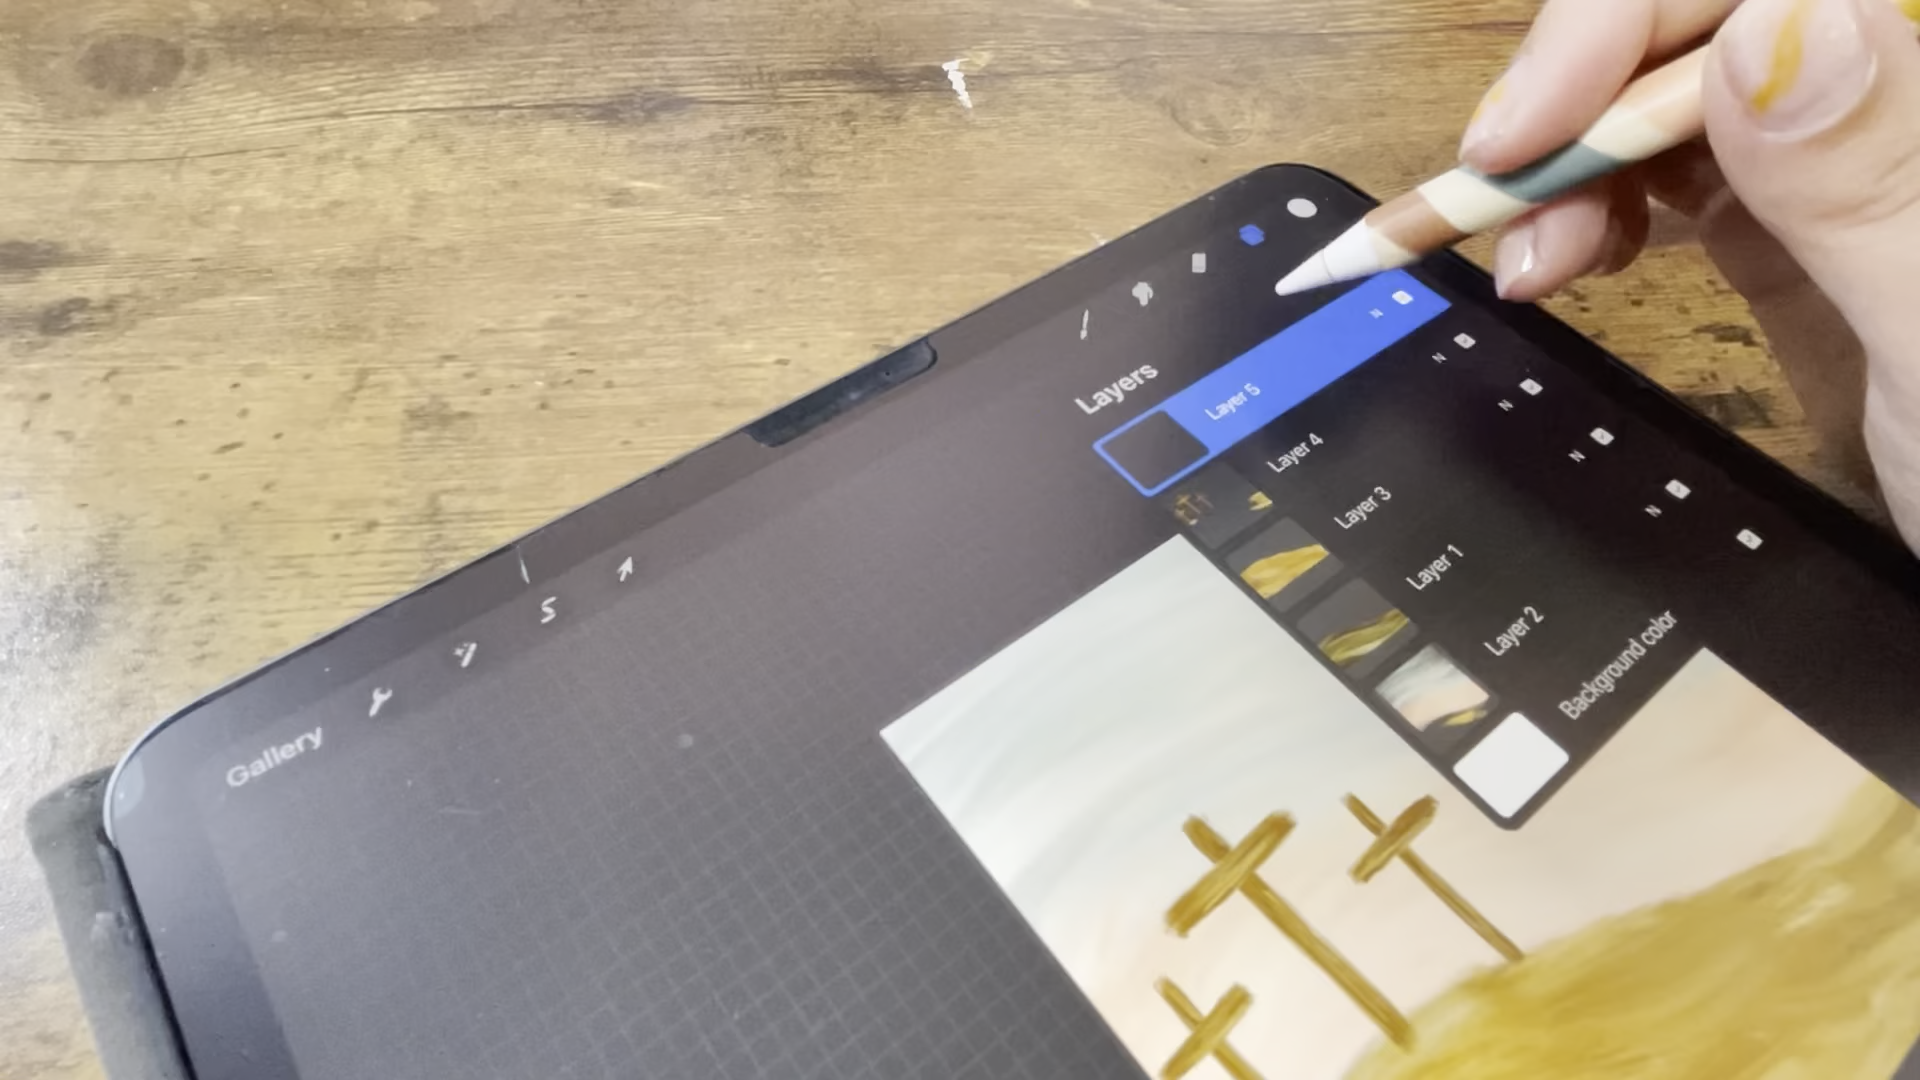 Gallery
Layers
Layer 5
N
Layer 4
N
Layer 3
N
Layer 1
N
Layer 2
N
Background color